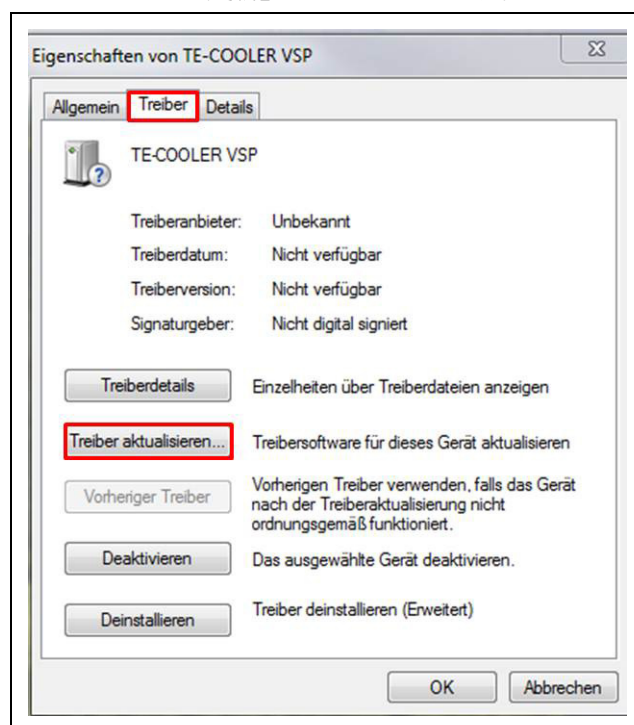 Eigenschaften von TE-COOLER VSP
Allgemein Treiber Details
TE-COOLER VSP
Treiberanbieter: Unbekannt
Treiberdatum: Nicht verfügbar
Treiberversion: Nicht verfügbar
Signaturgeber: Nicht digital signiert
Treiberdetails Einzelheiten über Treiberdateien anzeigen
Treiber aktualisieren... Treibersoftware für dieses Gerät aktualisieren
Vorheriger Treiber Vorherigen Treiber verwenden, falls das Gerät
nach der Treiberaktualisierung nicht
ordnungsgemäß funktioniert.
Deaktivieren Das ausgewählte Gerät deaktivieren.
Deinstallieren Treiber deinstallieren (Erweitert)
OK Abbrechen